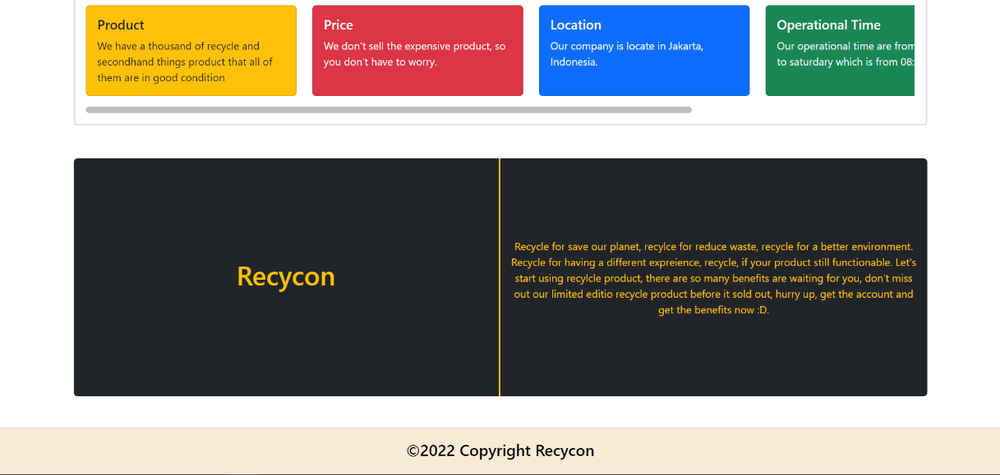 Product
We have a thousand of recycle and
secondhand things product that all of
them are in good condition
Price
We don't sell the expensive product, so
you don't have to worry.
Location
Our company is locate in Jakarta,
Indonesia.
Operational Time
Our operational time are from
to saturdary which is from 08:
Recycon
Recycle for save our planet, recylce for reduce waste, recycle for a better environment.
Recycle for having a different expreience, recycle, if your product still functionable. Let's
start using recylcle product, there are so many benefits are waiting for you, don't miss
out our limited editio recycle product before it sold out, hurry up, get the account and
get the benefits now :D.
©2022 Copyright Recycon